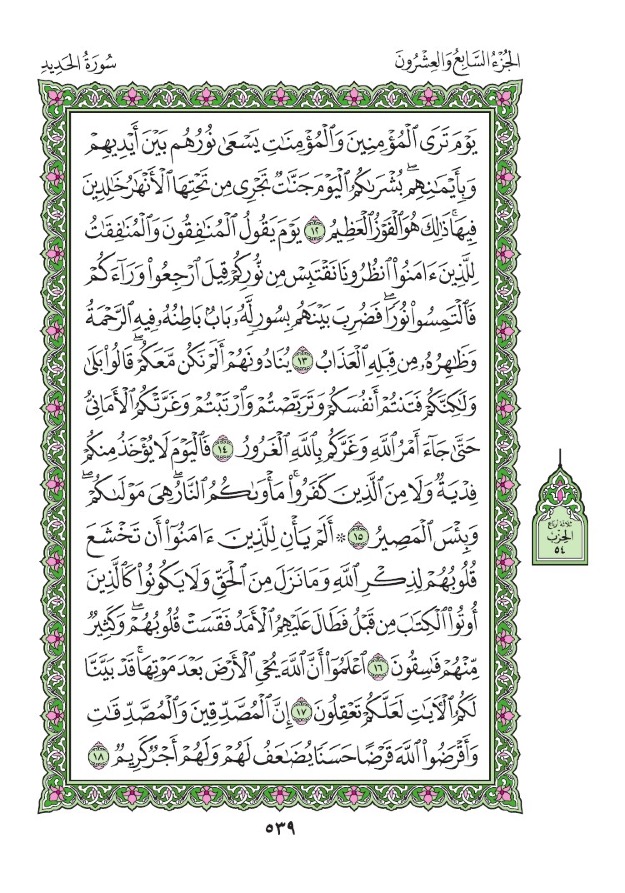 الجُزْءُ السَّابِعُ وَالعِشْرُونَ
سُورَةُ الحَدِيدِ
يَوْمَ تَرَى ٱلْمُؤْمِنِينَ وَٱلْمُؤْمِنَٰتِ يَسْعَىٰ نُورُهُم بَيْنَ أَيْدِيهِمْ
وَبِأَيْمَٰنِهِمۖ بُشْرَىٰكُمُ ٱلْيَوْمَ جَنَّٰتٌ تَجْرِى مِن تَحْتِهَا ٱلْأَنْهَٰرُ خَٰلِدِينَ
فِيهَاۚ ذَٰلِكَ هُوَ ٱلْفَوْزُ ٱلْعَظِيمُ ١٢ يَوْمَ يَقُولُ ٱلْمُنَٰفِقُونَ وَٱلْمُنَٰفِقَٰتُ
لِلَّذِينَ ءَامَنُوا۟ ٱنظُرُونَا نَقْتَبِسْ مِن نُّورِكُمْ قِيلَ ٱرْجِعُوا۟ وَرَآءَكُمْ
فَٱلْتَمِسُوا۟ نُورًاۖ فَضُرِبَ بَيْنَهُم بِسُورٍ لَّهُۥ بَابٌۢ بَاطِنُهُۥ فِيهِ ٱلرَّحْمَةُ
وَظَٰهِرُهُۥ مِن قِبَلِهِ ٱلْعَذَابُ ١٣ يُنَادُونَهُمْ أَلَمْ نَكُن مَّعَكُمْۖ قَالُوا۟ بَلَىٰ
وَلَٰكِنَّكُمْ فَتَنتُمْ أَنفُسَكُمْ وَتَرَبَّصْتُمْ وَٱرْتَبْتُمْ وَغَرَّتْكُمُ ٱلْأَمَانِىُّ
حَتَّىٰ جَآءَ أَمْرُ ٱللَّهِ وَغَرَّكُم بِٱللَّهِ ٱلْغَرُورُ ١٤ فَٱلْيَوْمَ لَا يُؤْخَذُ مِنكُمْ
فِدْيَةٌ وَلَا مِنَ ٱلَّذِينَ كَفَرُوا۟ۚ مَأْوَىٰكُمُ ٱلنَّارُۖ هِىَ مَوْلَىٰكُمْۖ
وَبِئْسَ ٱلْمَصِيرُ ١٥ ۞ أَلَمْ يَأْنِ لِلَّذِينَ ءَامَنُوٓا۟ أَن تَخْشَعَ
قُلُوبُهُمْ لِذِكْرِ ٱللَّهِ وَمَا نَزَلَ مِنَ ٱلْحَقِّ وَلَا يَكُونُوا۟ كَٱلَّذِينَ
أُوتُوا۟ ٱلْكِتَٰبَ مِن قَبْلُ فَطَالَ عَلَيْهِمُ ٱلْأَمَدُ فَقَسَتْ قُلُوبُهُمْۖ وَكَثِيرٌ
مِّنْهُمْ فَٰسِقُونَ ١٦ ٱعْلَمُوٓا۟ أَنَّ ٱللَّهَ يُحْىِ ٱلْأَرْضَ بَعْدَ مَوْتِهَاۚ قَدْ بَيَّنَّا
لَكُمُ ٱلْءَايَٰتِ لَعَلَّكُمْ تَعْقِلُونَ ١٧ إِنَّ ٱلْمُصَّدِّقِينَ وَٱلْمُصَّدِّقَٰتِ
وَأَقْرَضُوا۟ ٱللَّهَ قَرْضًا حَسَنًا يُضَٰعَفُ لَهُمْ وَلَهُمْ أَجْرٌ كَرِيمٌ ١٨
ثلاثة أرباع
الحزب
٥٤
٥٣٩